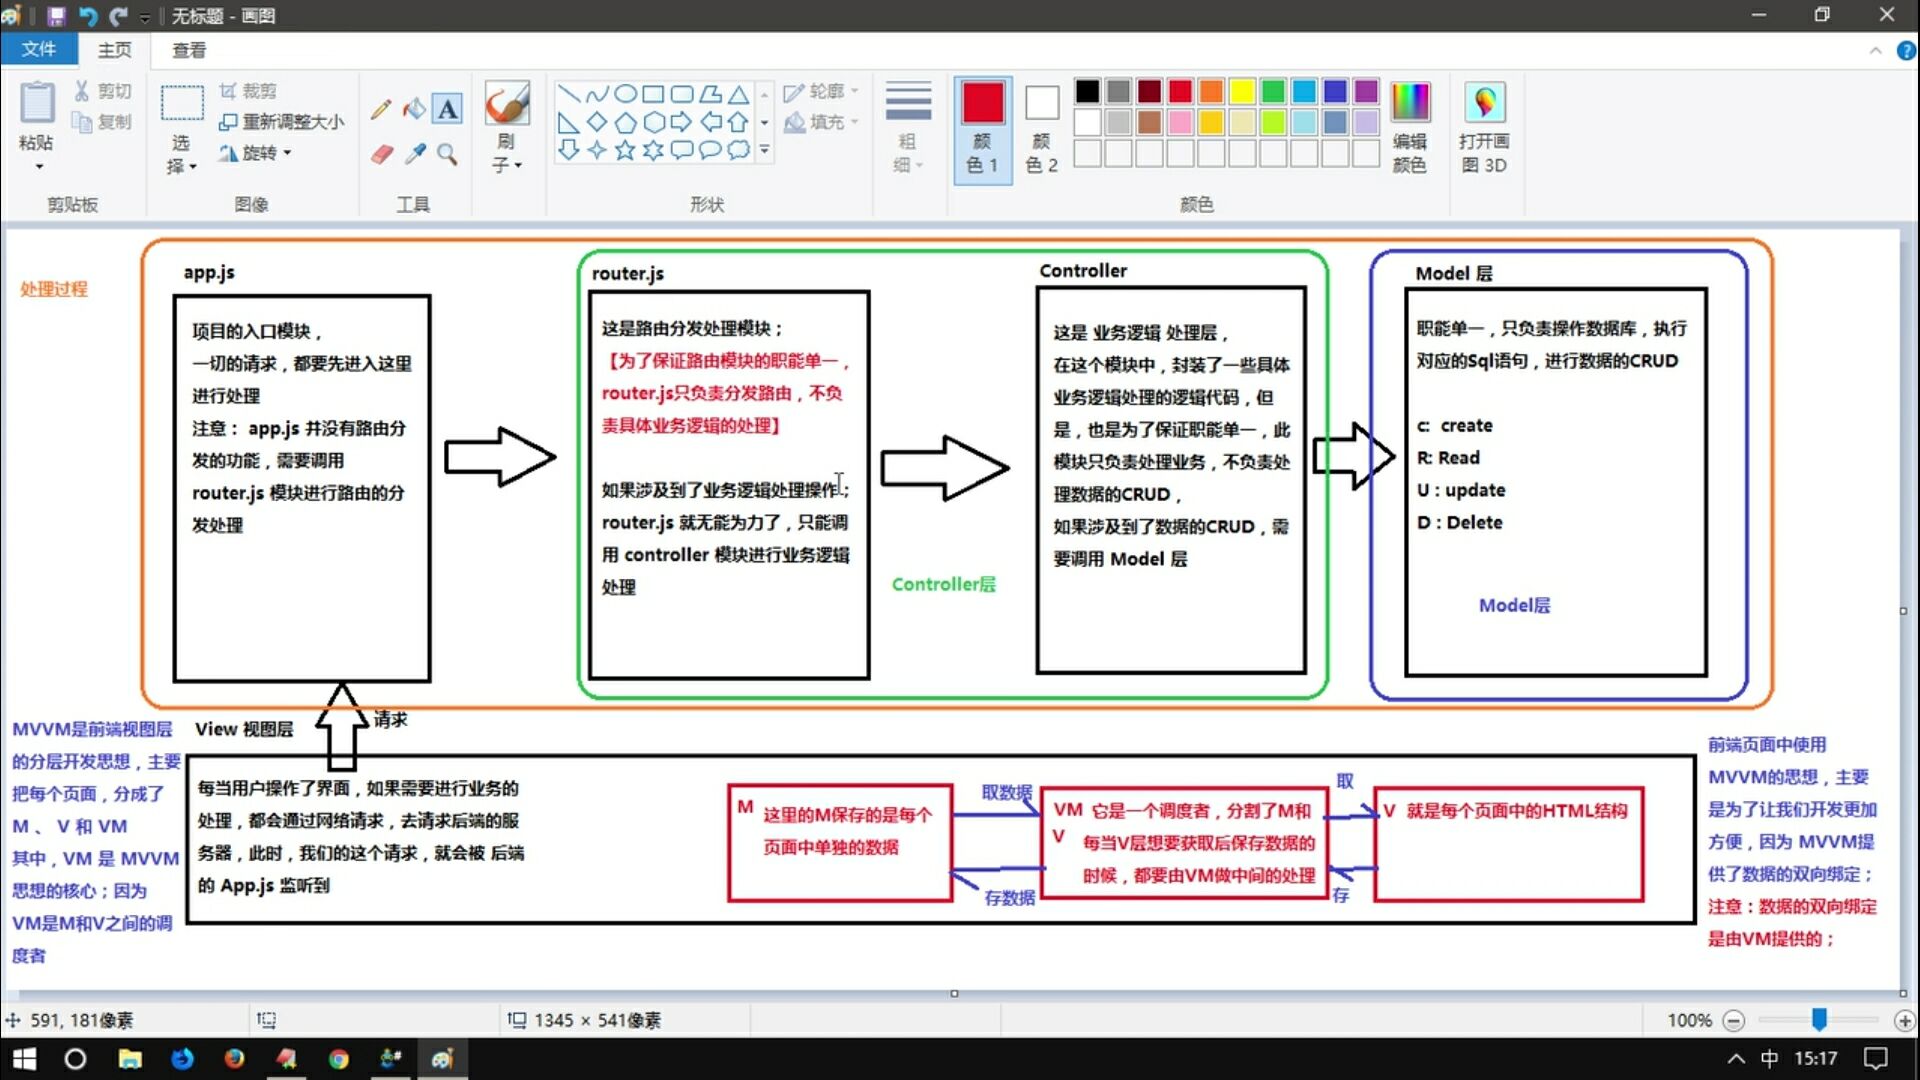 无标题 - 画图
文件
主页
查看
粘贴
剪切
复制
剪贴板
选
择
裁剪
重新调整大小
旋转
图像
A
工具
刷
子
形状
轮廓
填充
粗
细
颜
色 1
颜
色 2
编辑
颜色
颜色
打开画
图 3D
处理过程
app.js
项目的入口模块，
一切的请求，都要先进入这里
进行处理
注意： app.js 并没有路由分
发的功能，需要调用
router.js 模块进行路由的分
发处理
router.js
这是路由分发处理模块；
【为了保证路由模块的职能单一，
router.js只负责分发路由，不负
责具体业务逻辑的处理】
如果涉及到了业务逻辑处理操作；
router.js 就无能为力了，只能调
用 controller 模块进行业务逻辑
处理
Controller层
Controller
这是 业务逻辑 处理层，
在这个模块中，封装了一些具体
业务逻辑处理的逻辑代码，但
是，也是为了保证职能单一，此
模块只负责处理业务，不负责处
理数据的CRUD，
如果涉及到了数据的CRUD，需
要调用 Model 层
Model 层
职能单一，只负责操作数据库，执行
对应的Sql语句，进行数据的CRUD
c: create
R: Read
U : update
D : Delete
Model层
请求
MVVM是前端视图层
的分层开发思想，主要
把每个页面，分成了
M 、 V 和 VM
其中，VM 是 MVVM
思想的核心；因为
VM是M和V之间的调
度者
View 视图层
每当用户操作了界面，如果需要进行业务的
处理，都会通过网络请求，去请求后端的服
务器，此时，我们的这个请求，就会被 后端
的 App.js 监听到
M 这里的M保存的是每个
页面中单独的数据
取数据
存数据
VM 它是一个调度者，分割了M和
V 每当V层想要获取后保存数据的
时候，都要由VM做中间的处理
取
存
V 就是每个页面中的HTML结构
前端页面中使用
MVVM的思想，主要
是为了让我们开发更加
方便，因为 MVVM提
供了数据的双向绑定；
注意：数据的双向绑定
是由VM提供的；
591, 181像素
1345 × 541像素
100%
中
15:17